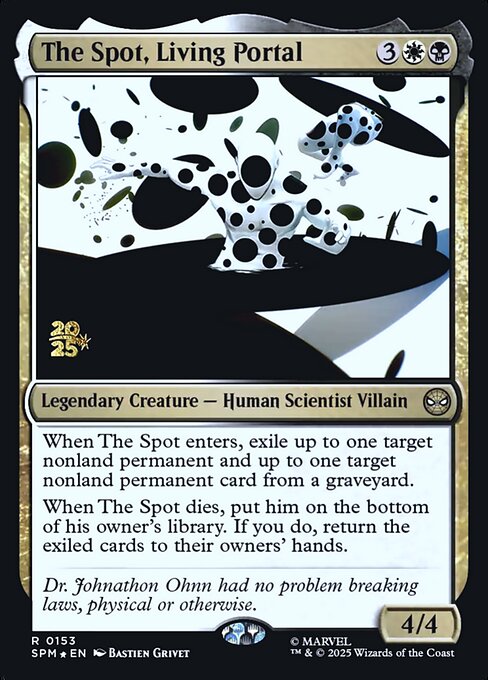 The Spot, Living Portal 3
20
25
Legendary Creature — Human Scientist Villain
When The Spot enters, exile up to one target
nonland permanent and up to one target
nonland permanent card from a graveyard.
When The Spot dies, put him on the bottom
of his owner's library. If you do, return the
exiled cards to their owners' hands.
Dr. Johnathon Ohnn had no problem breaking
laws, physical or otherwise.
4/4
R 0153
SPM★EN Bastien Grivet
© MARVEL
™ & © 2025 Wizards of the Coast